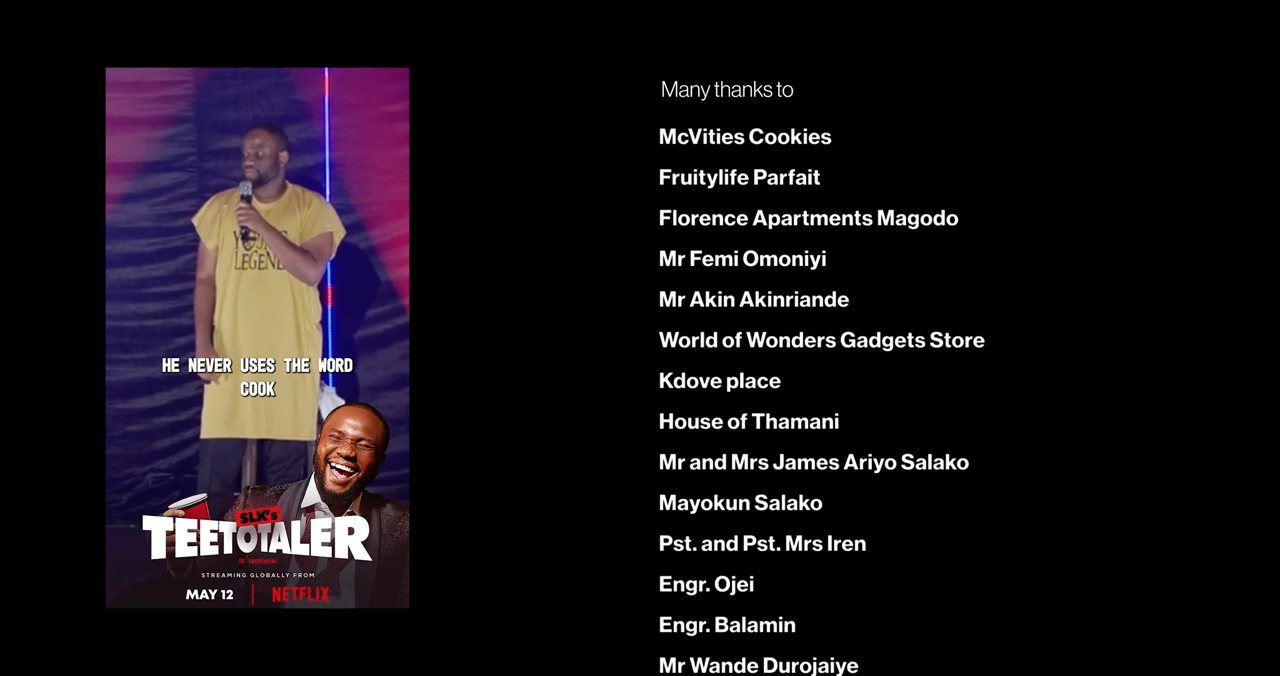 YOUNG
LEGEND
HE NEVER USES THE WORD
COOK
SLK's
TEETOTALER
STREAMING GLOBALLY FROM
MAY 12 | NETFLIX
Many thanks to
McVities Cookies
Fruitylife Parfait
Florence Apartments Magodo
Mr Femi Omoniyi
Mr Akin Akinriande
World of Wonders Gadgets Store
Kdove place
House of Thamani
Mr and Mrs James Ariyo Salako
Mayokun Salako
Pst. and Pst. Mrs Iren
Engr. Ojei
Engr. Balamin
Mr Wande Durojaiye